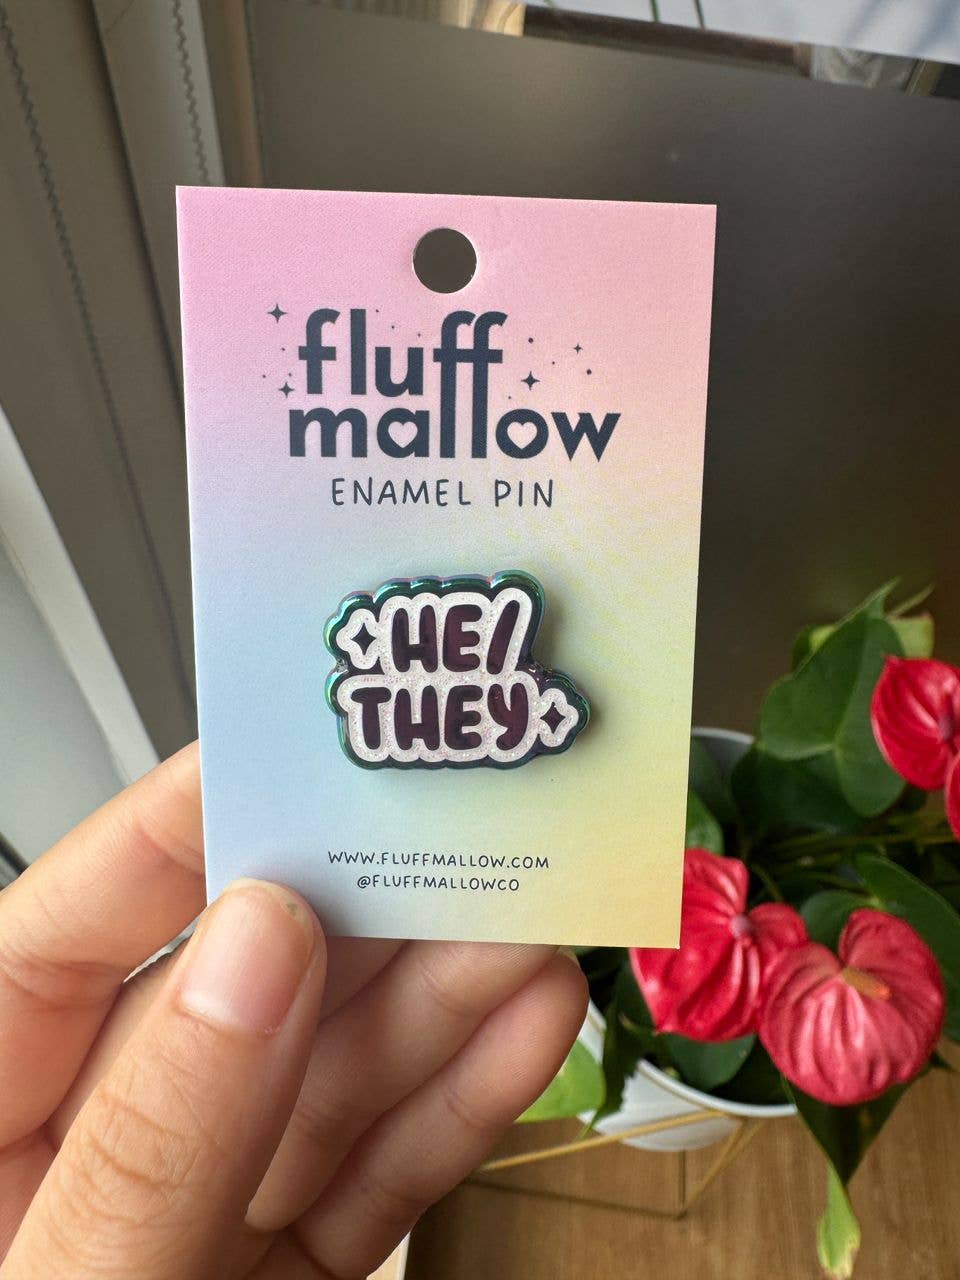 fluff
mallow
ENAMEL PIN
HE/
THEY
WWW.FLUFFMALLOW.COM
@FLUFFMALLOWCO